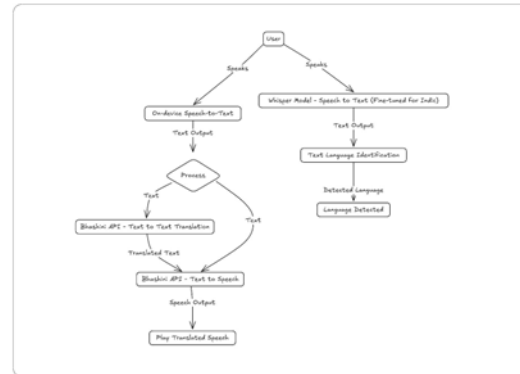 User
Speaks
Speaks
On-device Speech-to-Text
Whisper Model - Speech to Text (Fine-tuned for Indic)
Text Output
Text Output
Text Language Identification
Process
Detected Language
Text
Language Detected
Bhashini API - Text to Text Translation
Text
Translated Text
Bhashini API - Text to Speech
Speech Output
Play Translated Speech